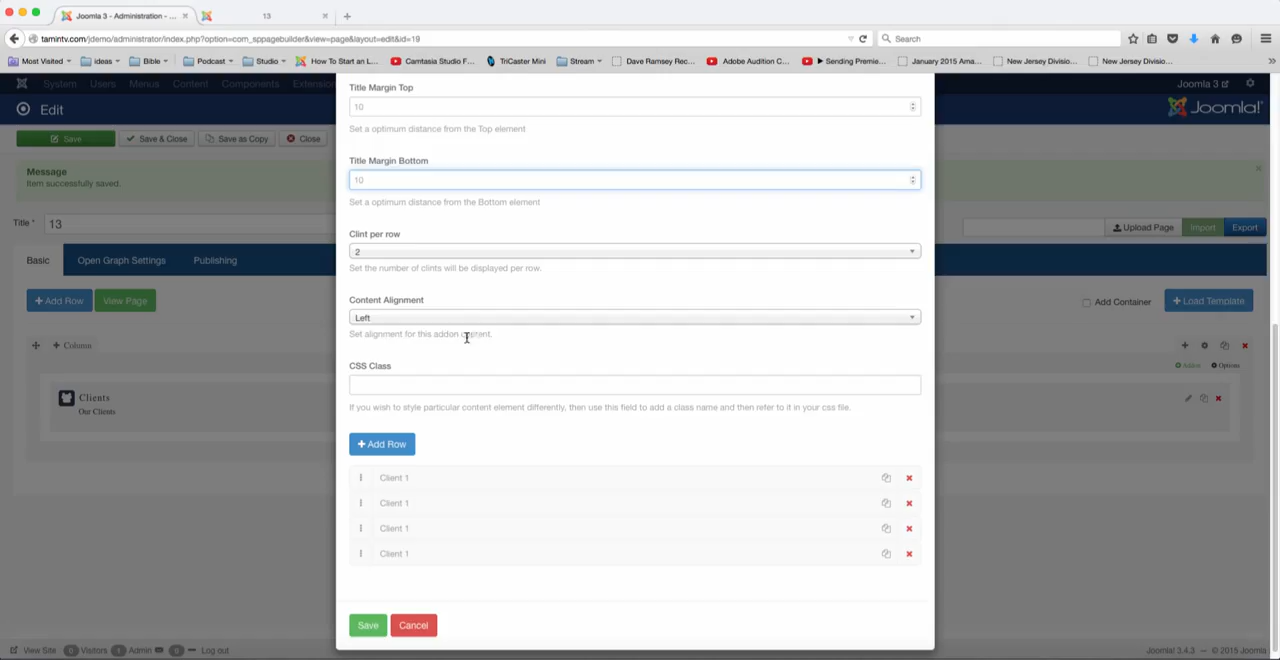 Joomla 3 - Administration - ...
13
tamintv.com/jdemo/administrator/index.php?option=com_sppagebuilder&view=page&layout=edit&id=19
Search
Most Visited
ideas
Bible
Podcast
Studio
How To Start an L...
Camtasia Studio F...
TriCaster Mini
Stream
Dave Ramsey Rec...
Adobe Audition C...
▶ Sending Premie...
January 2015 Ama...
New Jersey Divisio...
New Jersey Divisio...
System Users Menus Content Components Extension
Joomla 3
Edit
Joomla!
Save
Save & Close
Save as Copy
Close
Message
Item successfully saved.
Title * 13
Upload Page
Import
Export
Basic
Open Graph Settings
Publishing
+ Add Row
View Page
Add Container
+ Load Template
+ Column
Addon
Options
Clients
Our Clients
Title Margin Top
10
Set a optimum distance from the Top element
Title Margin Bottom
10
Set a optimum distance from the Bottom element
Clint per row
2
Set the number of clints will be displayed per row.
Content Alignment
Left
Set alignment for this addon content.
CSS Class
If you wish to style particular content element differently, then use this field to add a class name and then refer to it in your css file.
+ Add Row
Client 1
Client 1
Client 1
Client 1
Save
Cancel
View Site
0 Visitors
1 Admin
0
Log out
Joomla! 3.4.3 — © 2015 Joomla